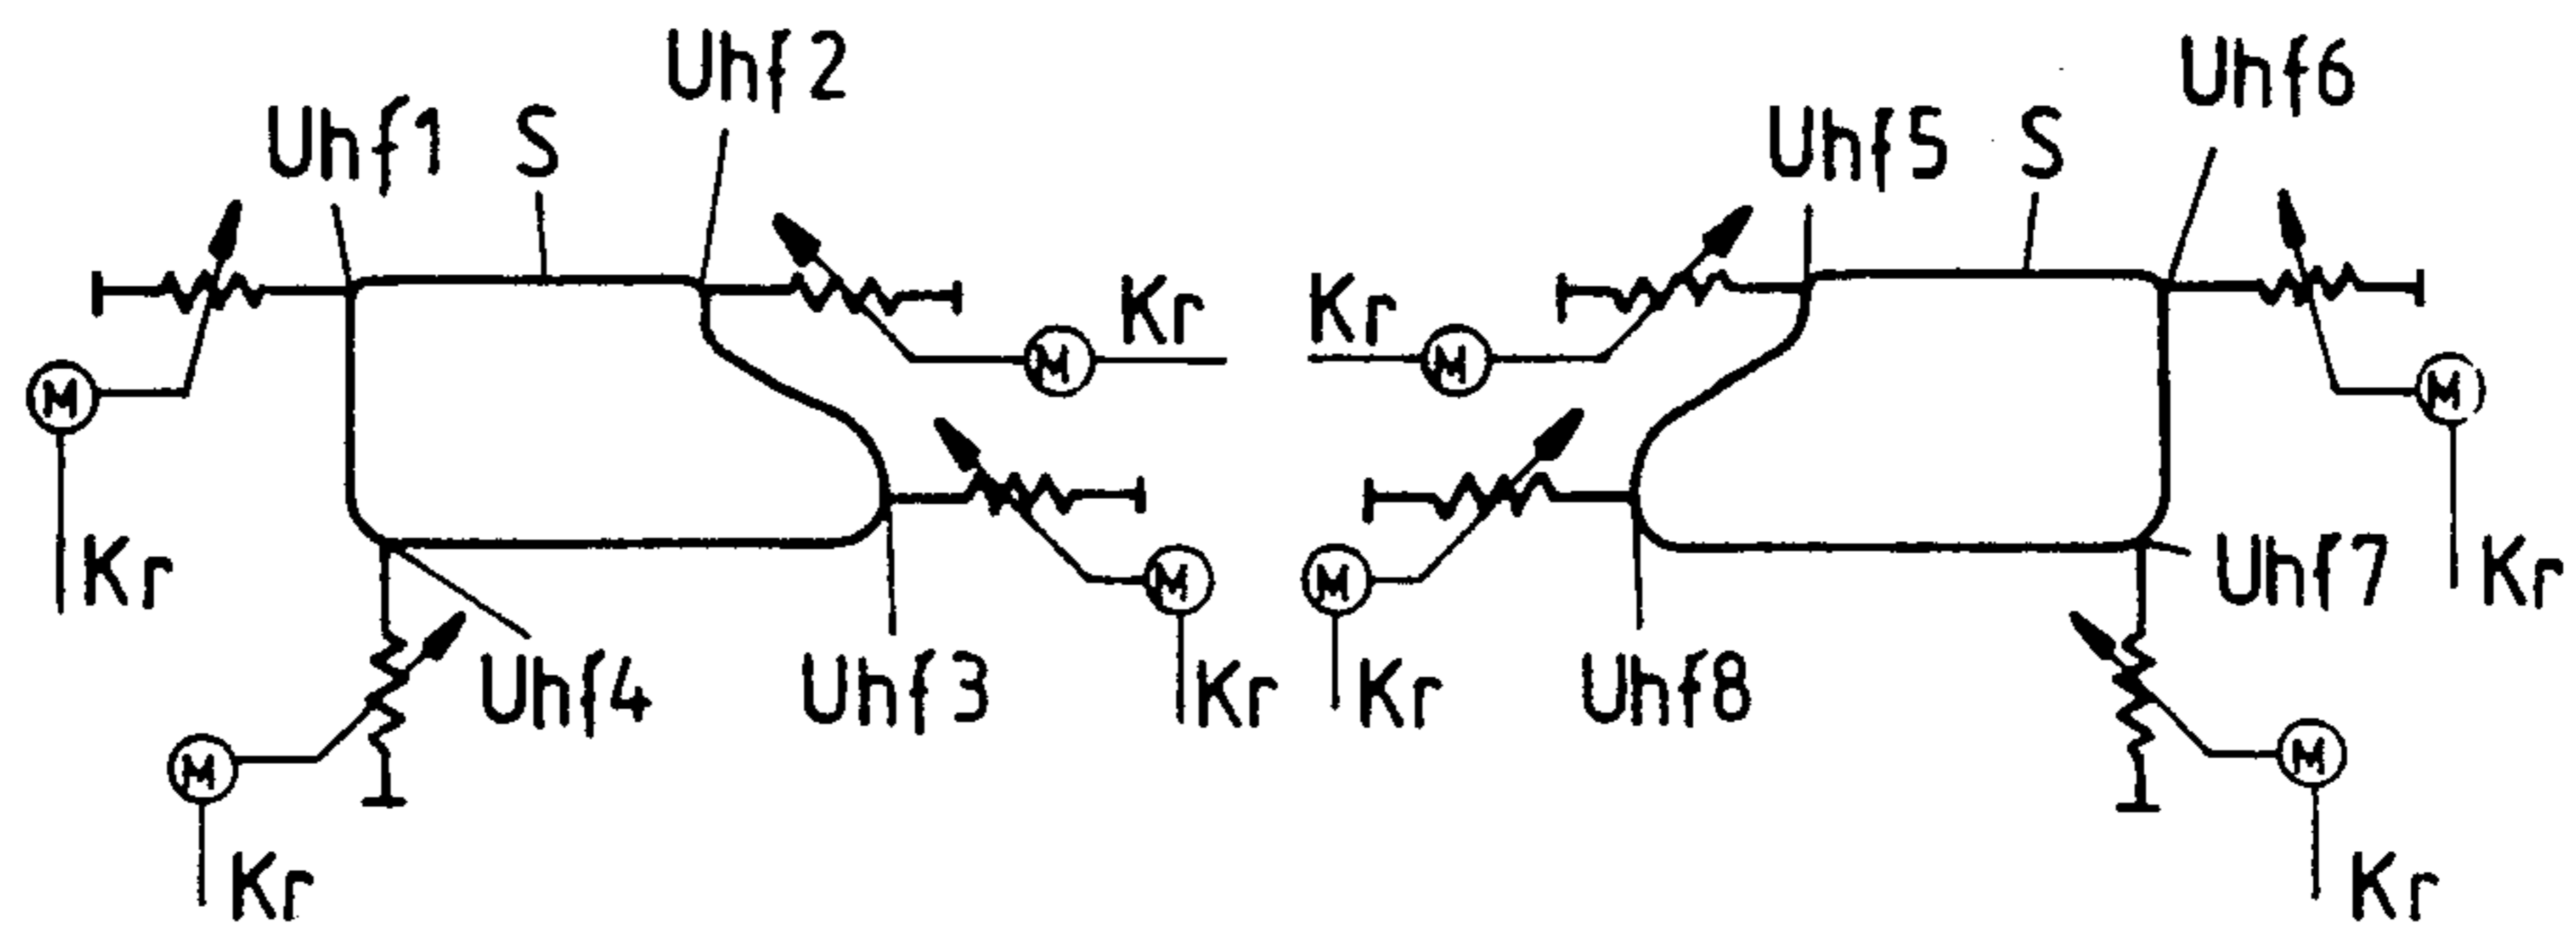 Uhf1 S Uhf2 Uhf5 S Uhf6
Kr Kr
M M M M
M M
Kr Uhf4 Uhf3 Kr Kr Uhf8 Uhf7 Kr
M M
Kr Kr